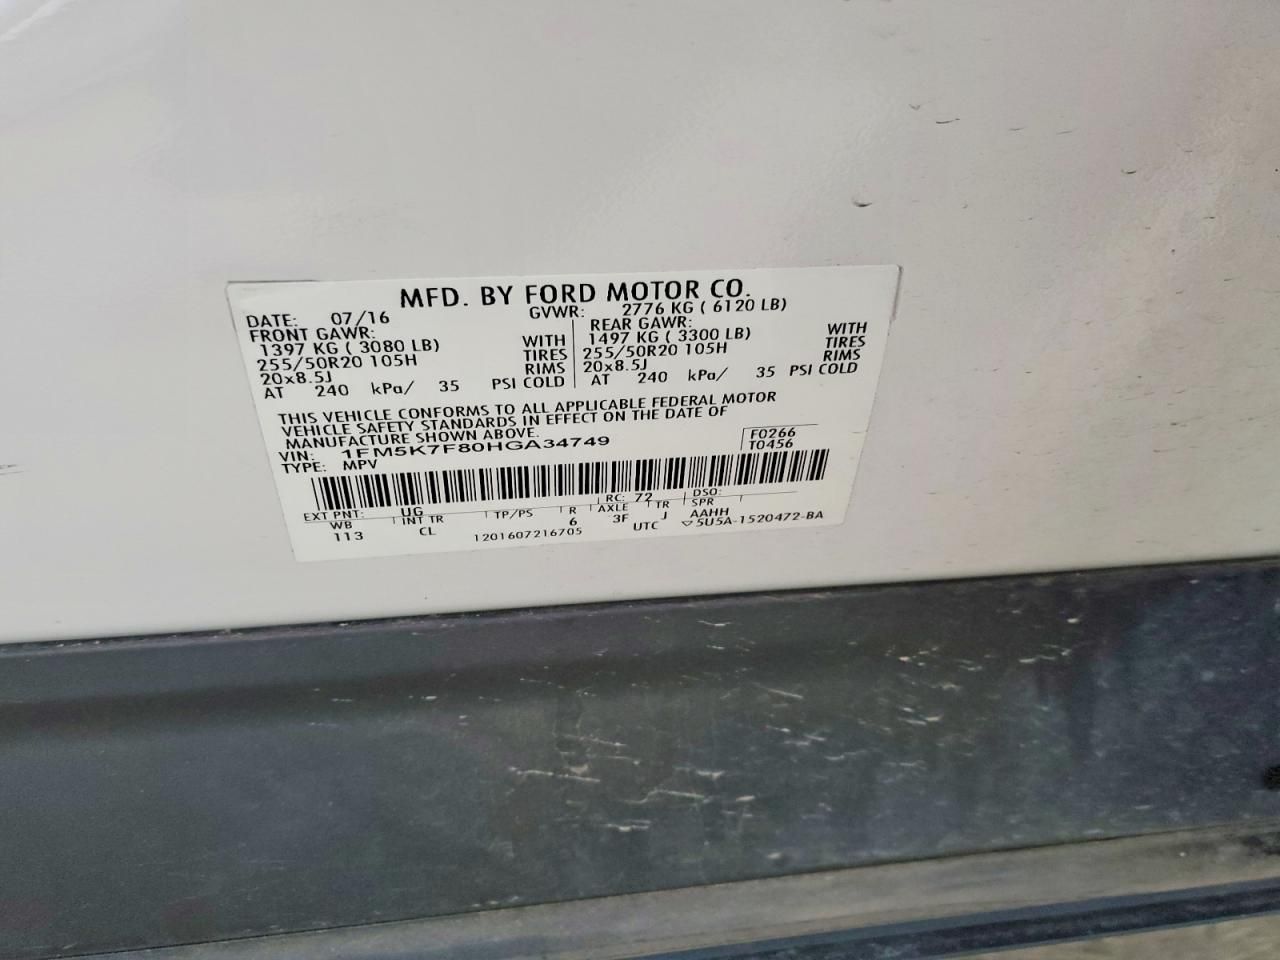 MFD. BY FORD MOTOR CO.
DATE: 07/16 GVWR: 2776 KG ( 6120 LB)
FRONT GAWR: REAR GAWR:
1397 KG ( 3080 LB) WITH 1497 KG ( 3300 LB) WITH
255/50R20 105H TIRES 255/50R20 105H TIRES
20x8.5J RIMS 20x8.5J RIMS
AT 240 kPa/ 35 PSI COLD AT 240 kPa/ 35 PSI COLD
THIS VEHICLE CONFORMS TO ALL APPLICABLE FEDERAL MOTOR
VEHICLE SAFETY STANDARDS IN EFFECT ON THE DATE OF
MANUFACTURE SHOWN ABOVE.
VIN: 1FM5K7F80HGA34749 F0266
TYPE: MPV T0456
EXT PNT: UG RC: 72 DSO:
WB INT TR TP/PS R AXLE TR SPR
113 CL 6 3F J AAHH
1201607216705 UTC ▽5U5A-1520472-BA